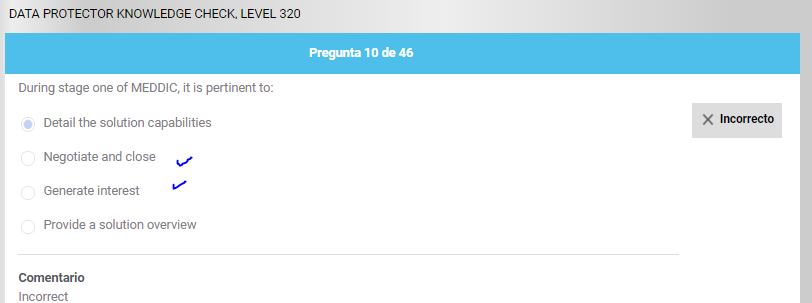 DATA PROTECTOR KNOWLEDGE CHECK, LEVEL 320
Pregunta 10 de 46
During stage one of MEDDIC, it is pertinent to:
Detail the solution capabilities
Incorrecto
Negotiate and close
Generate interest
Provide a solution overview
Comentario
Incorrect